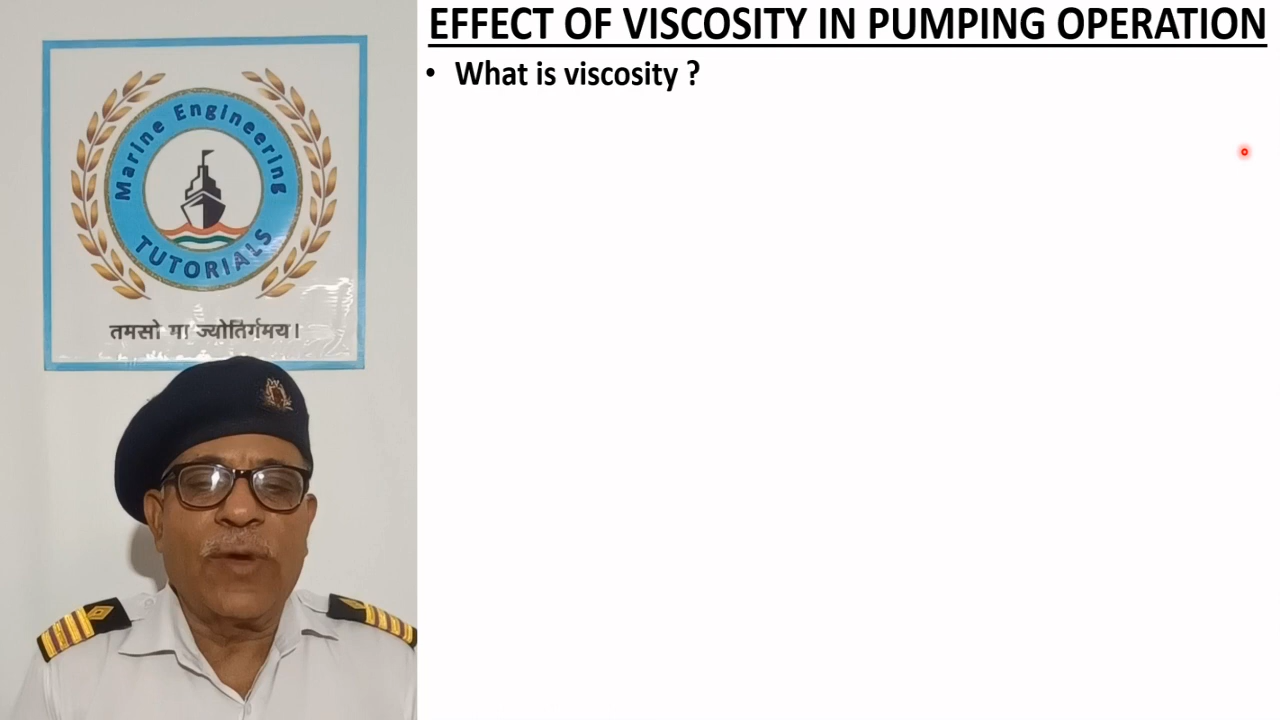 EFFECT OF VISCOSITY IN PUMPING OPERATION
• What is viscosity ?
Marine Engineering
TUTORIALS
तमसो मा ज्योतिर्गमय।